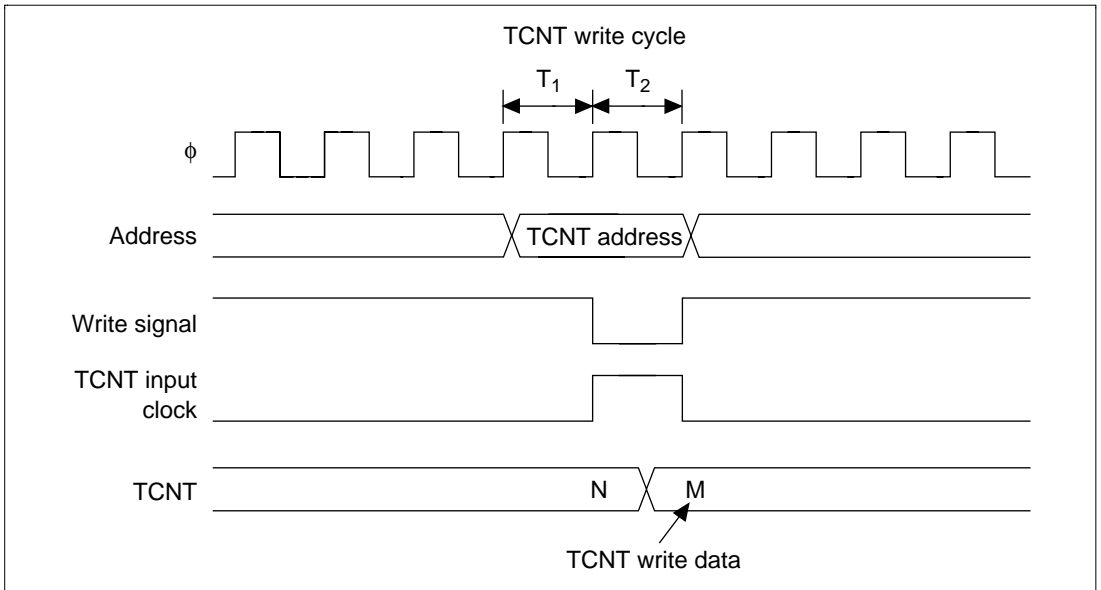 TCNT write cycle
T1 T2
ϕ
Address
TCNT address
Write signal
TCNT input
clock
TCNT
N M
TCNT write data